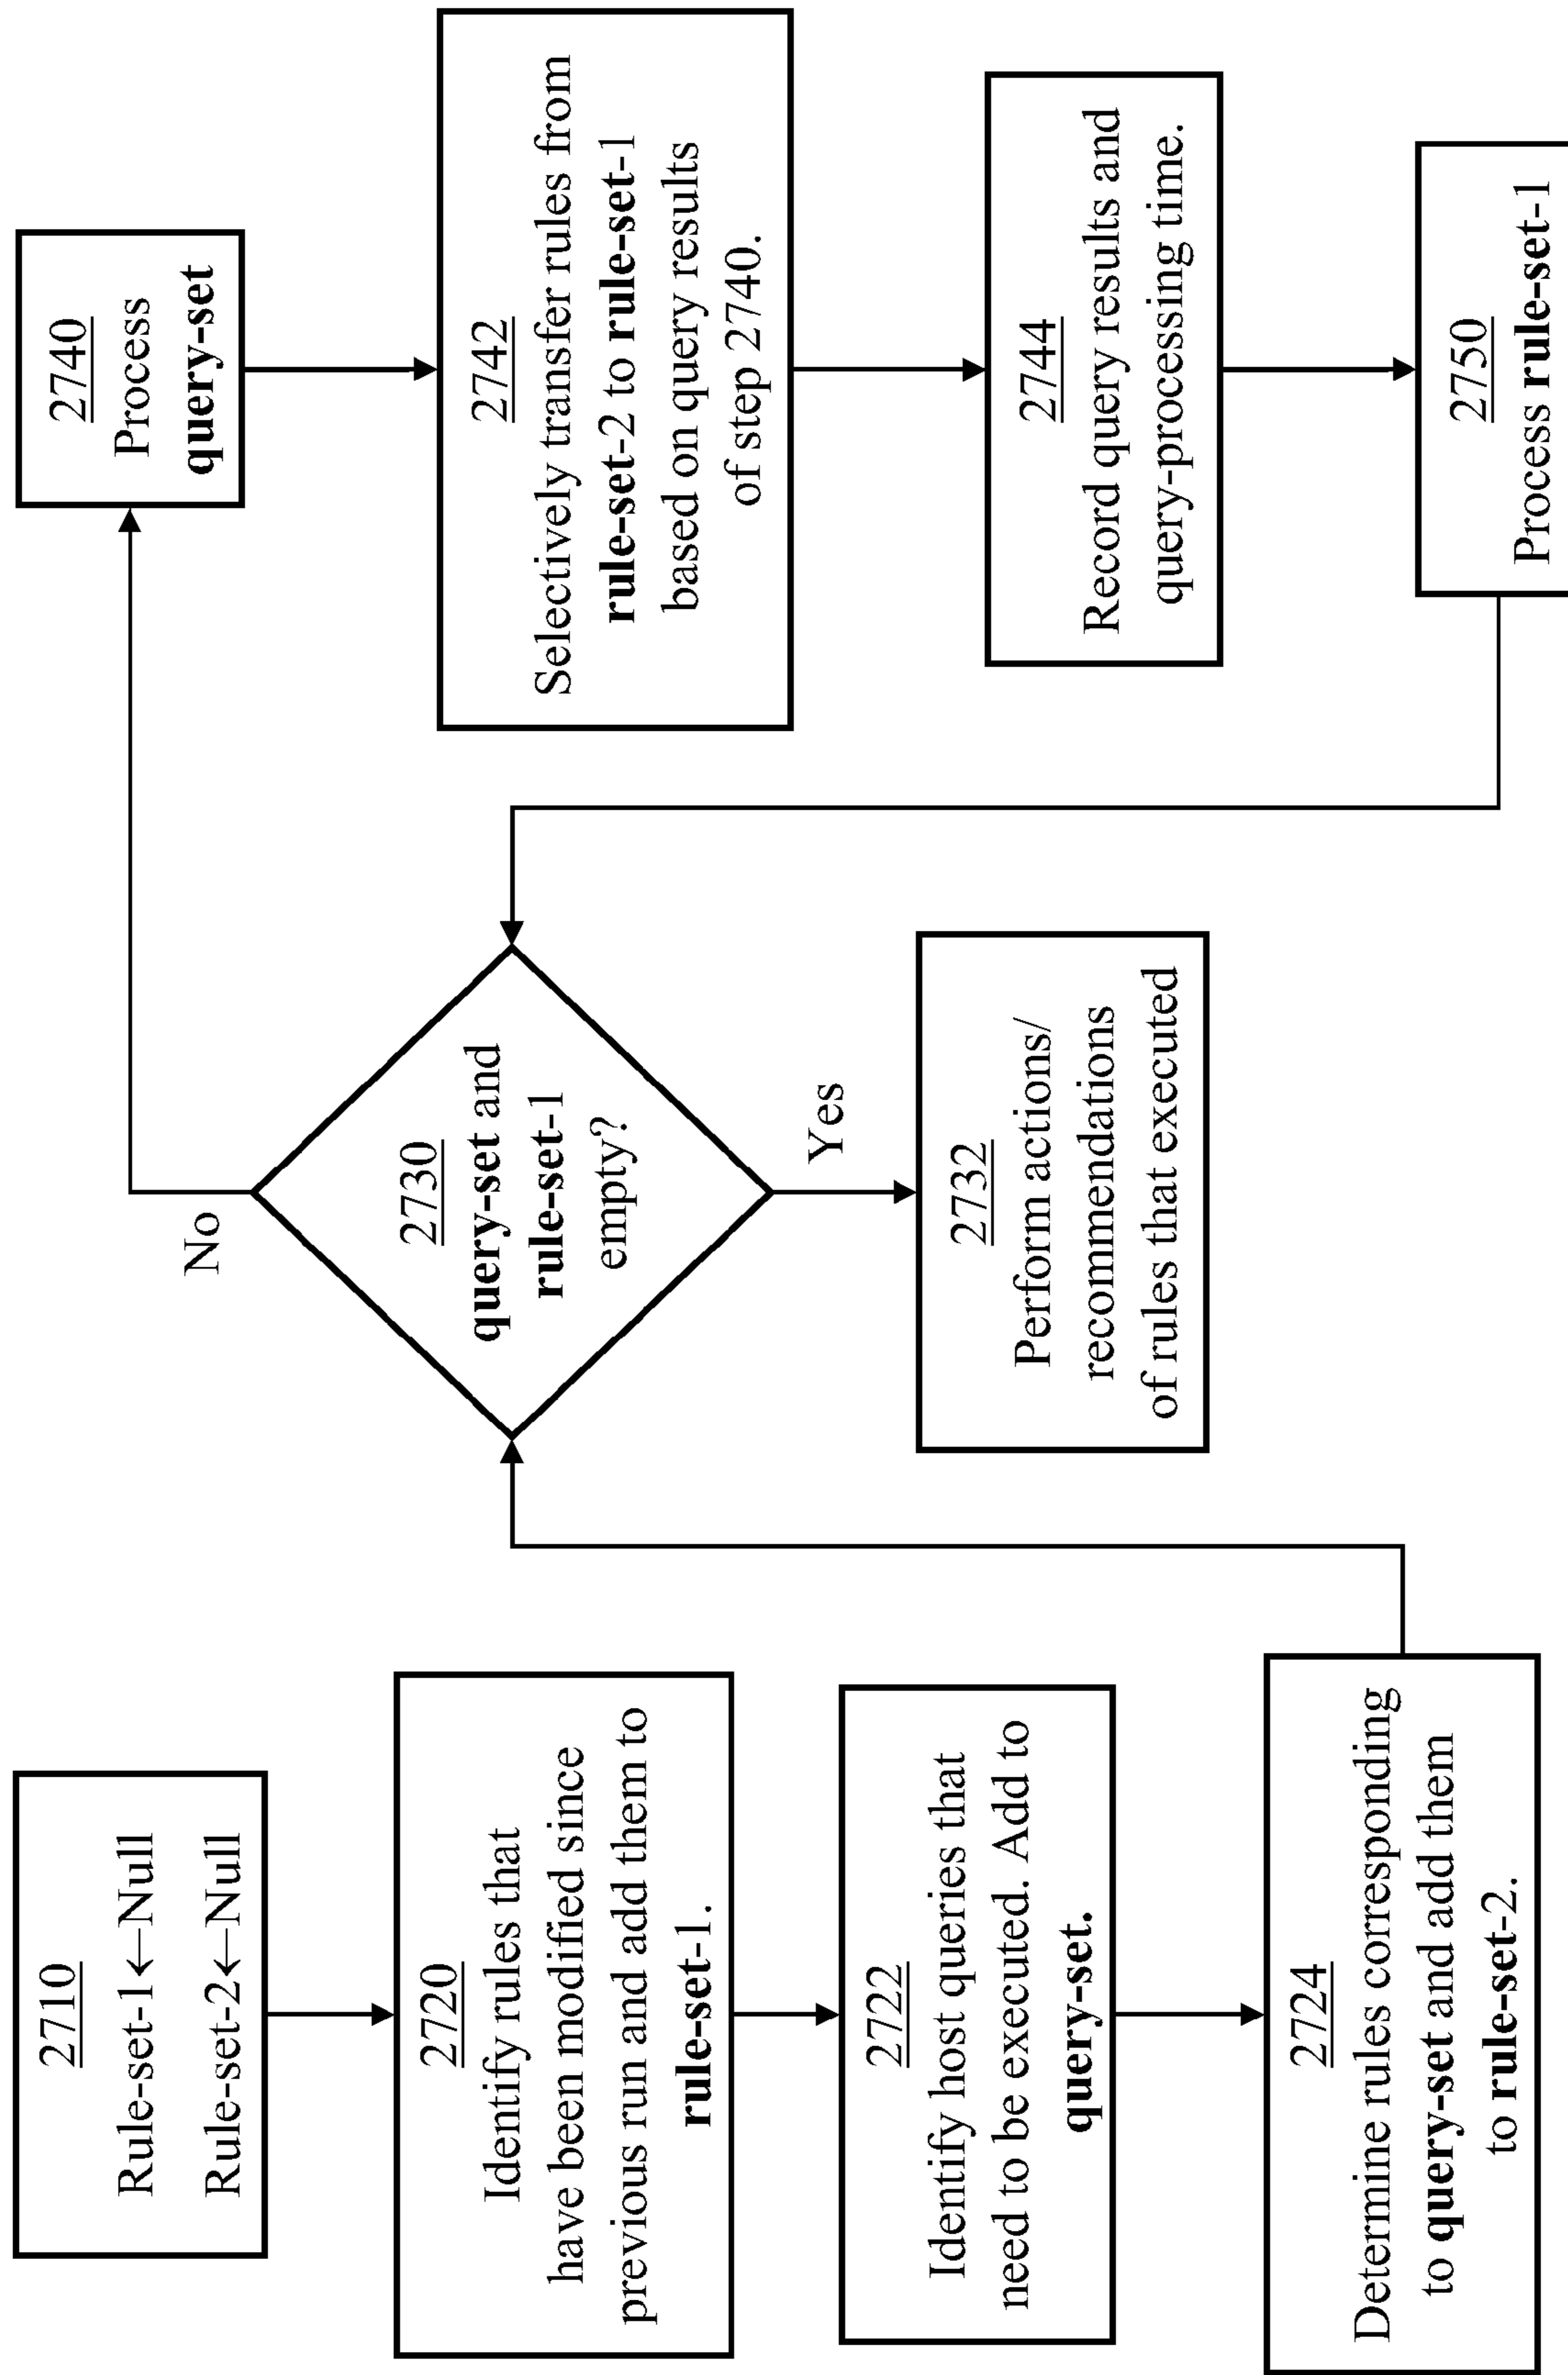 2710
Rule-set-1←Null
Rule-set-2←Null
2720
Identify rules that
have been modified since
previous run and add them to
rule-set-1.
2722
Identify host queries that
need to be executed. Add to
query-set.
2724
Determine rules corresponding
to query-set and add them
to rule-set-2.
2730
query-set and
rule-set-1
empty?
No
Yes
2732
Perform actions/
recommendations
of rules that executed
2740
Process
query-set
2742
Selectively transfer rules from
rule-set-2 to rule-set-1
based on query results
of step 2740.
2744
Record query results and
query-processing time.
2750
Process rule-set-1